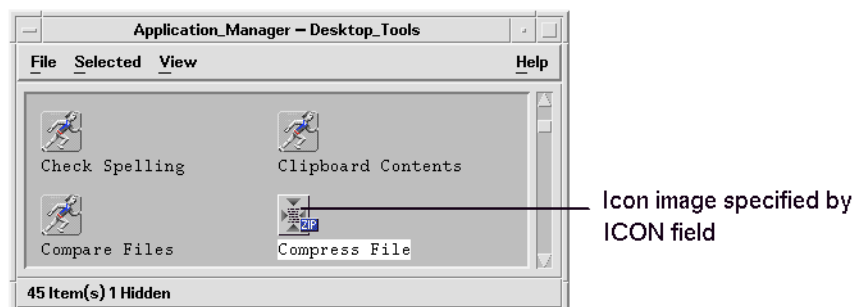 Application_Manager – Desktop_Tools
File Selected View Help
Check Spelling Clipboard Contents
ZIP
Compare Files Compress File
Icon image specified by
ICON field
45 Item(s) 1 Hidden